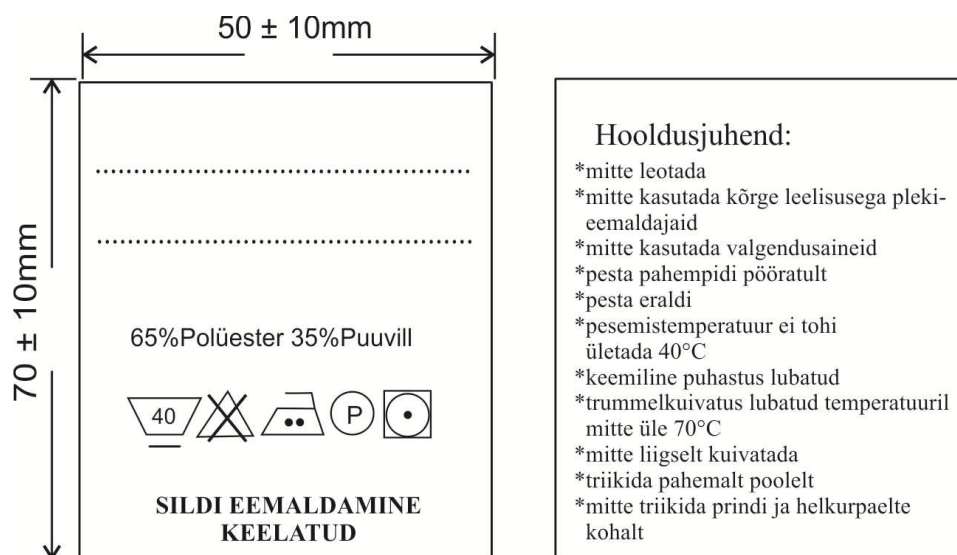 50 ± 10mm
70 ± 10mm
65%Polüester 35%Puuvill
40
P
SILDI EEMALDAMINE
KEELATUD
Hooldusjuhend:
*mitte leotada
*mitte kasutada kõrge leelisusega pleki-
eemaldajaid
*mitte kasutada valgendusaineid
*pesta pahempidi pööratult
*pesta eraldi
*pesemistemperatuur ei tohi
ületada 40°C
*keemiline puhastus lubatud
*trummelkuivatus lubatud temperatuuril
mitte üle 70°C
*mitte liigselt kuivatada
*triikida pahemalt poolelt
*mitte triikida prindi ja helkurpaelte
kohalt